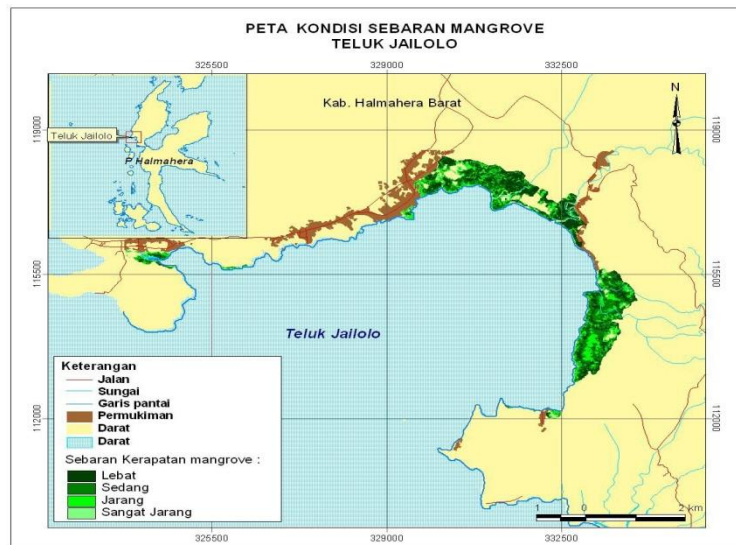 PETA KONDISI SEBARAN MANGROVE
TELUK JAILOLO
325500
329000
332500
Kab. Halmahera Barat
N
Teluk Jailolo
P Halmahera
119000
119000
115500
115500
Teluk Jailolo
Keterangan
Jalan
Sungai
Garis pantai
Permukiman
Darat
Darat
Sebaran Kerapatan mangrove :
Lebat
Sedang
Jarang
Sangat Jarang
112000
112000
1 0 2 km
325500
329000
332500